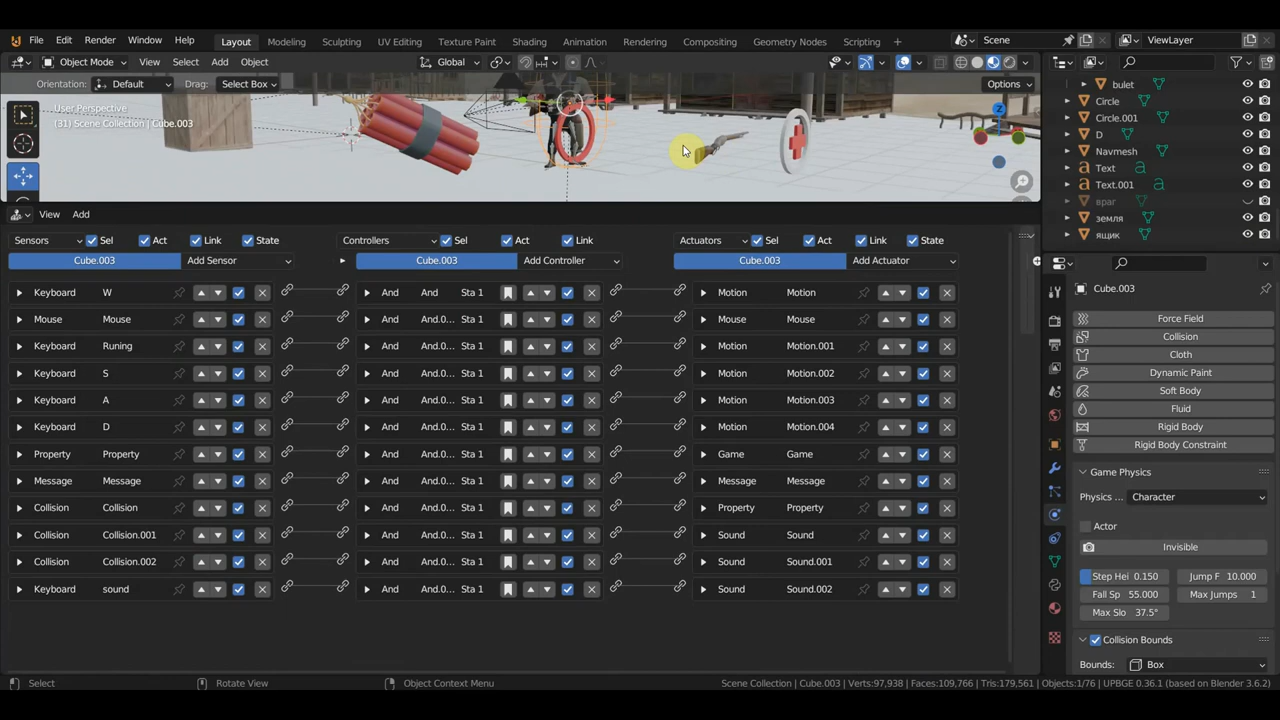 File Edit Render Window Help Layout Modeling Sculpting UV Editing Texture Paint Shading Animation Rendering Compositing Geometry Nodes Scripting + Scene ViewLayer
Object Mode View Select Add Object Global
Orientation: Default Drag: Select Box Options
User Perspective
(31) Scene Collection | Cube.003
Z
bulet
Circle
Circle.001
D
Navmesh
Text
Text.001
враг
земля
ящик
View Add
Sensors Sel Act Link State Controllers Sel Act Link Actuators Sel Act Link State
Cube.003 Add Sensor Cube.003 Add Controller Cube.003 Add Actuator
Keyboard W And And Sta 1 Motion Motion
Mouse Mouse And And.0... Sta 1 Mouse Mouse
Keyboard Runing And And.0... Sta 1 Motion Motion.001
Keyboard S And And.0... Sta 1 Motion Motion.002
Keyboard A And And.0... Sta 1 Motion Motion.003
Keyboard D And And.0... Sta 1 Motion Motion.004
Property Property And And.0... Sta 1 Game Game
Message Message And And.0... Sta 1 Message Message
Collision Collision And And.0... Sta 1 Property Property
Collision Collision.001 And And.0... Sta 1 Sound Sound
Collision Collision.002 And And.0... Sta 1 Sound Sound.001
Keyboard sound And And.0... Sta 1 Sound Sound.002
Cube.003
Force Field
Collision
Cloth
Dynamic Paint
Soft Body
Fluid
Rigid Body
Rigid Body Constraint
Game Physics
Physics ... Character
Actor
Invisible
Step Hei 0.150 Jump F 10.000
Fall Sp 55.000 Max Jumps 1
Max Slo 37.5°
Collision Bounds
Bounds: Box
Select Rotate View Object Context Menu Scene Collection | Cube.003 | Verts:97,938 | Faces:109,766 | Tris:179,561 | Objects:1/76 | UPBGE 0.36.1 (based on Blender 3.6.2)